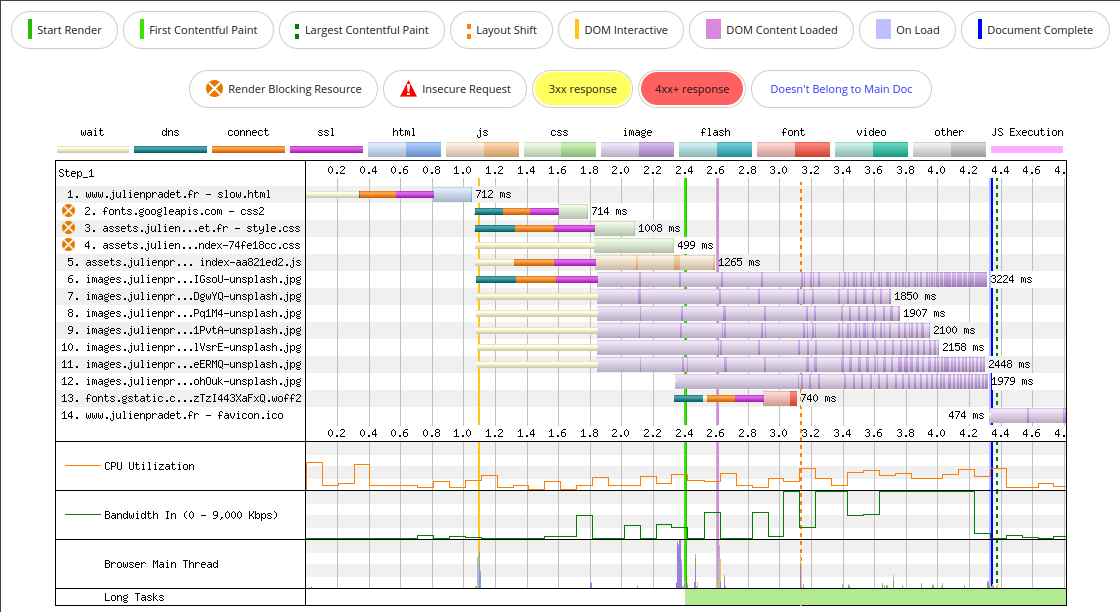 Start Render First Contentful Paint Largest Contentful Paint Layout Shift DOM Interactive DOM Content Loaded On Load Document Complete
Render Blocking Resource Insecure Request 3xx response 4xx+ response Doesn't Belong to Main Doc
wait dns connect ssl html js css image flash font video other JS Execution
Step_1 0.2 0.4 0.6 0.8 1.0 1.2 1.4 1.6 1.8 2.0 2.2 2.4 2.6 2.8 3.0 3.2 3.4 3.6 3.8 4.0 4.2 4.4 4.6 4.
1. www.julienpradet.fr - slow.html 712 ms
2. fonts.googleapis.com - css2 714 ms
3. assets.julien...et.fr - style.css 1008 ms
4. assets.julien...ndex-74fe18cc.css 499 ms
5. assets.julienpr... index-aa821ed2.js 1265 ms
6. images.julienpr...IGsoU-unsplash.jpg 3224 ms
7. images.julienpr...DgwYQ-unsplash.jpg 1850 ms
8. images.julienpr...Pq1M4-unsplash.jpg 1907 ms
9. images.julienpr...1PvtA-unsplash.jpg 2100 ms
10. images.julienpr...lVsrE-unsplash.jpg 2158 ms
11. images.julienpr...eERMQ-unsplash.jpg 2448 ms
12. images.julienpr...ohOuk-unsplash.jpg 1979 ms
13. fonts.gstatic.c...zTzI443XaFxQ.woff2 740 ms
14. www.julienpradet.fr - favicon.ico 474 ms
0.2 0.4 0.6 0.8 1.0 1.2 1.4 1.6 1.8 2.0 2.2 2.4 2.6 2.8 3.0 3.2 3.4 3.6 3.8 4.0 4.2 4.4 4.6 4.
CPU Utilization
Bandwidth In (0 - 9,000 Kbps)
Browser Main Thread
Long Tasks